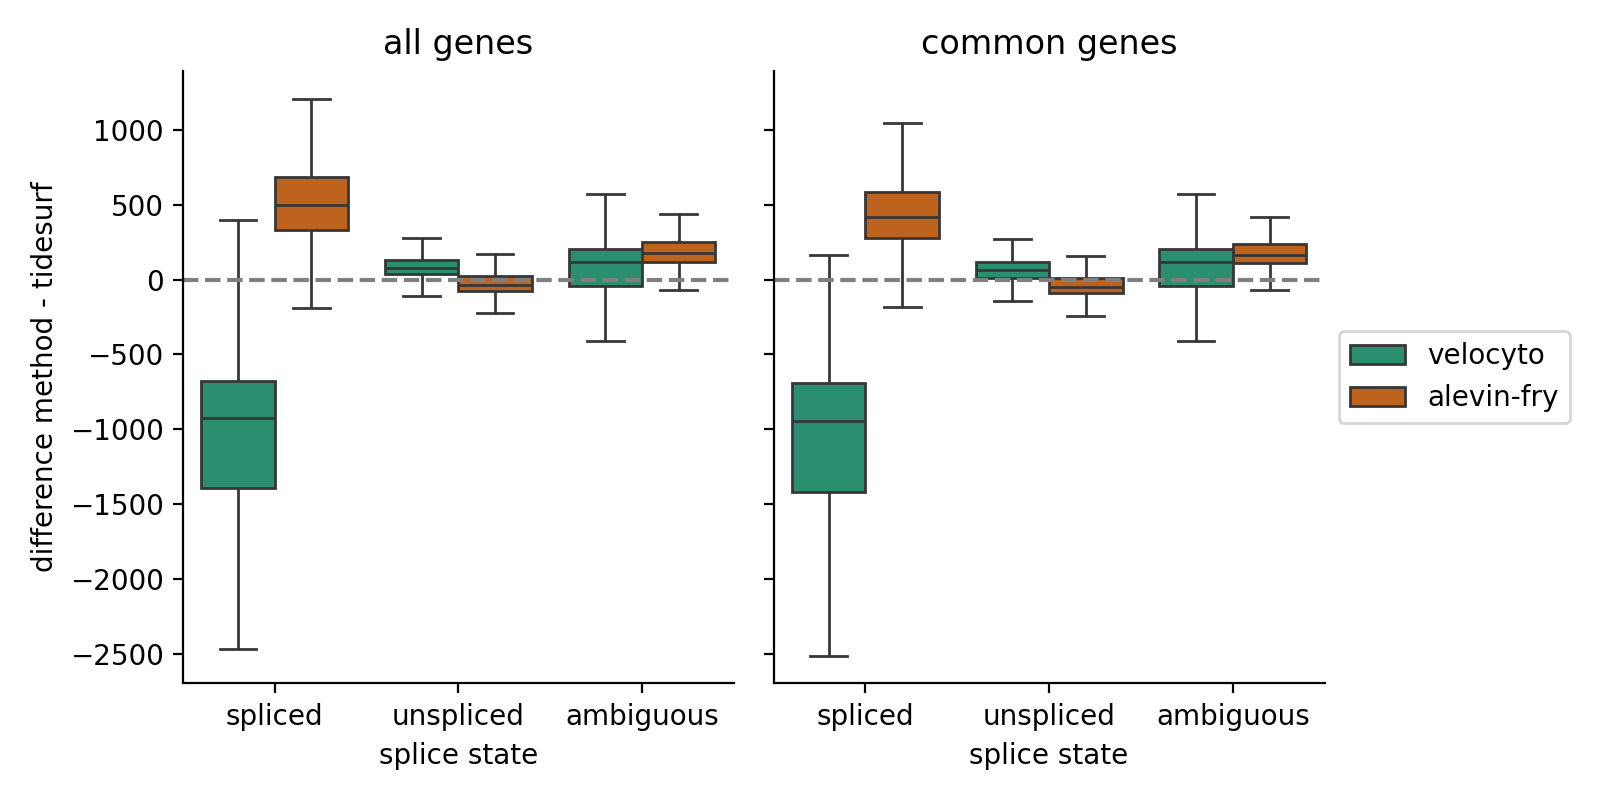 all genes
common genes
difference method - tidesurf
1000
500
0
−500
−1000
−1500
−2000
−2500
spliced
unspliced
ambiguous
splice state
spliced
unspliced
ambiguous
splice state
velocyto
alevin-fry